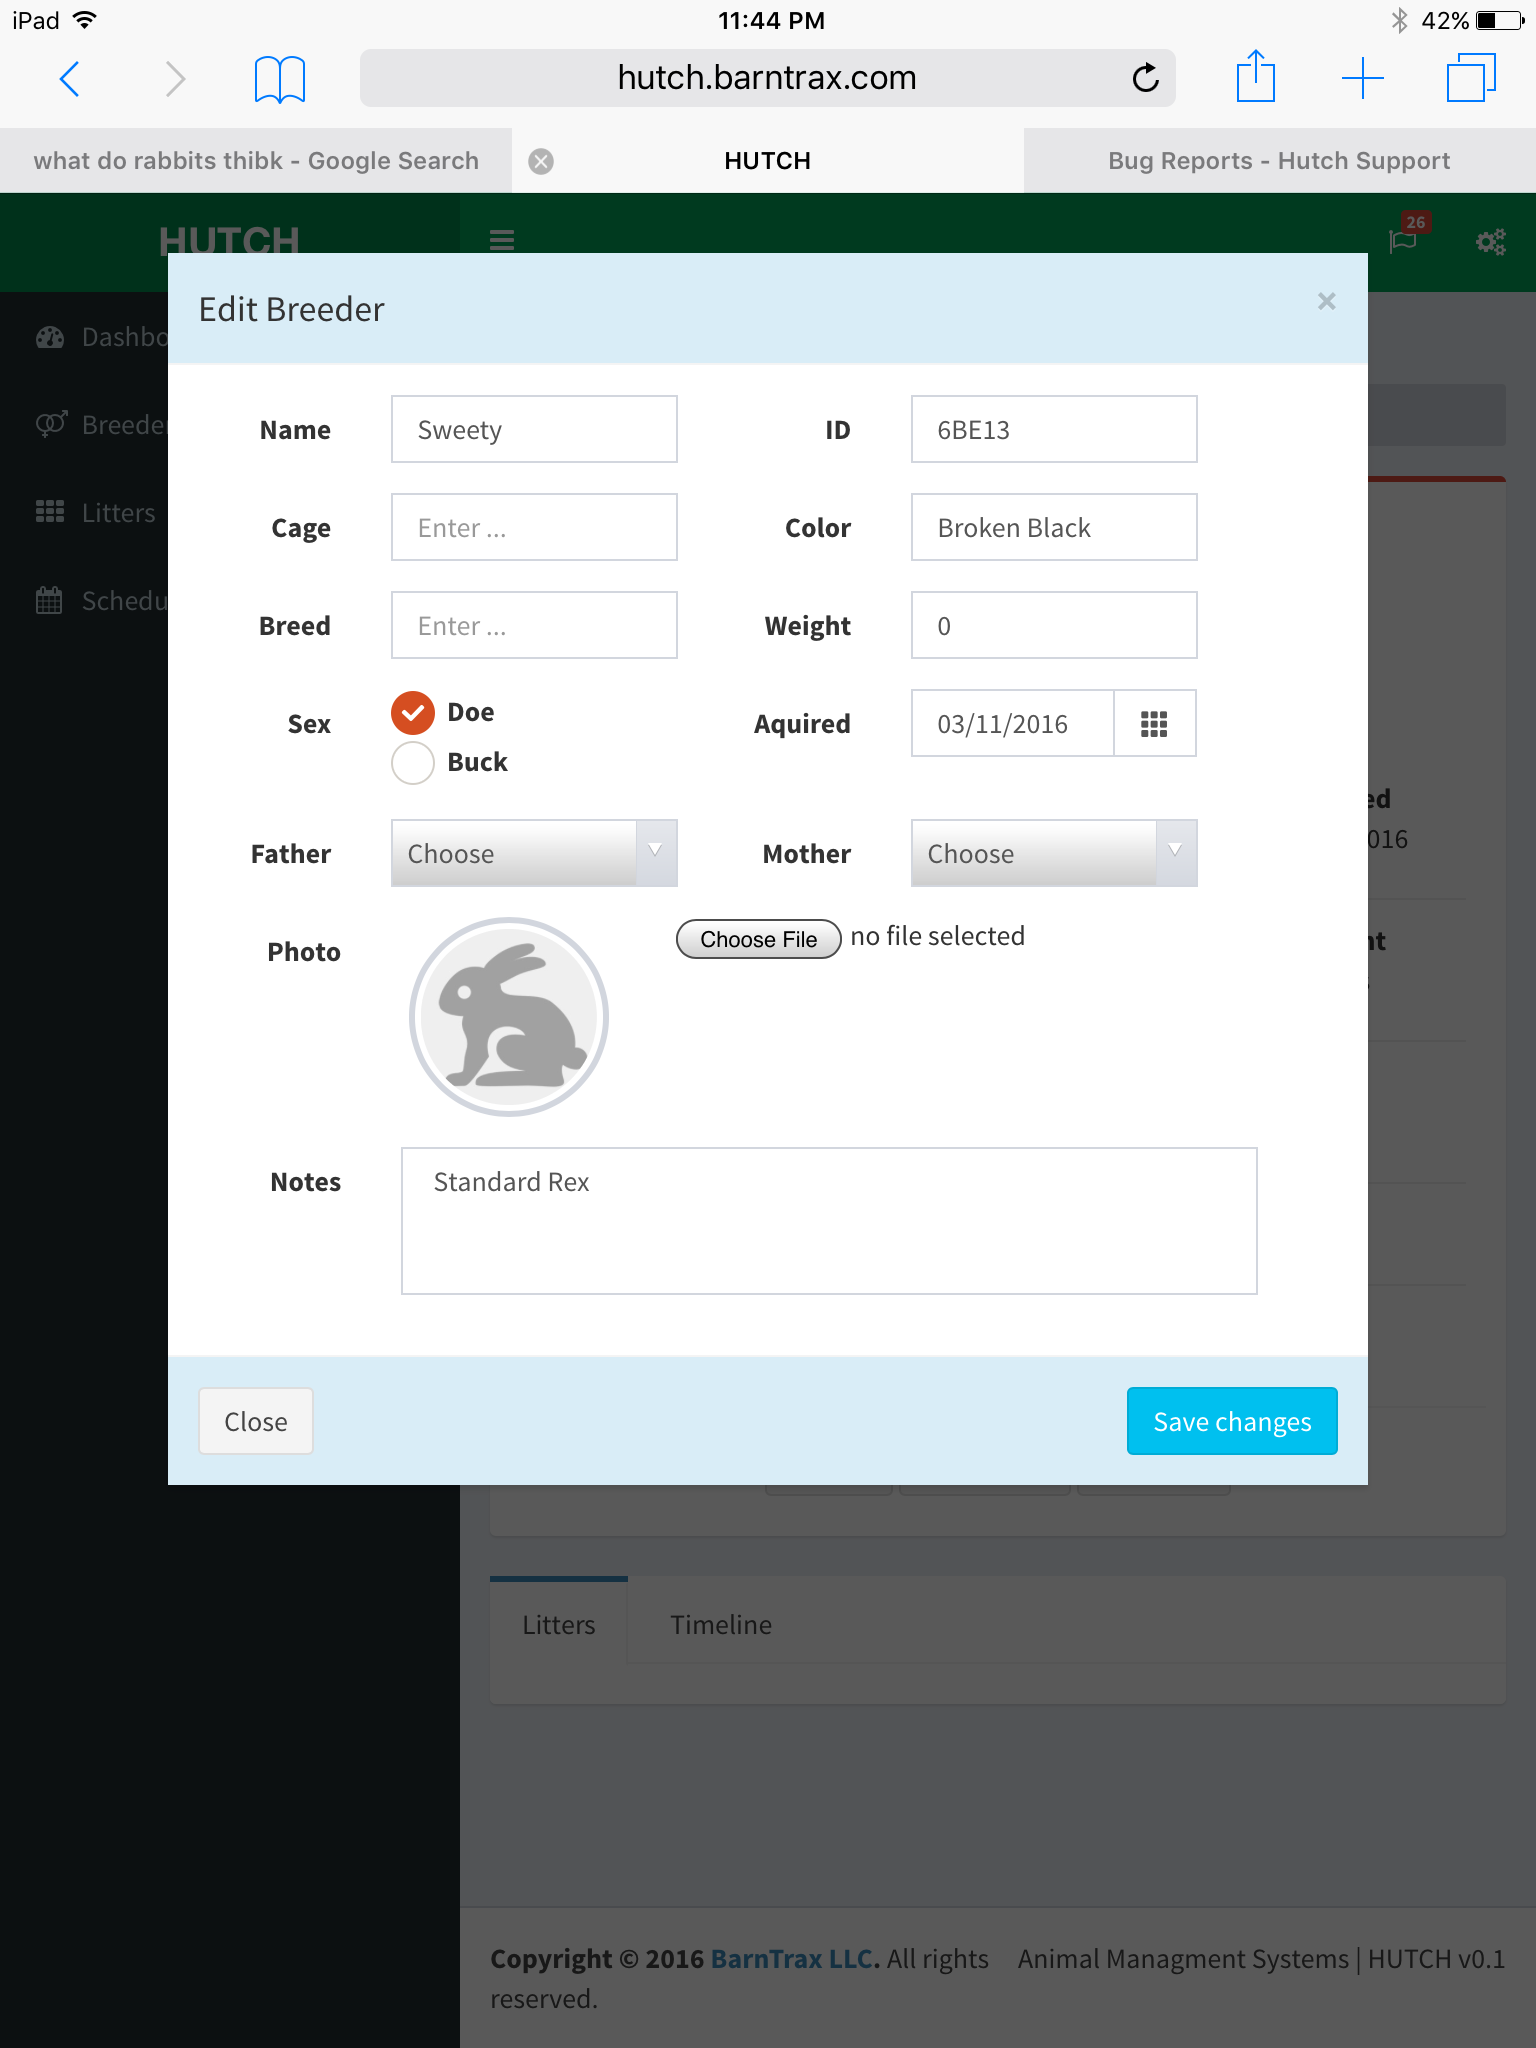 iPad 11:44 PM 42%
hutch.barntrax.com
what do rabbits thibk - Google Search HUTCH Bug Reports - Hutch Support
HUTCH 26
Edit Breeder ×
Dashbo
Breeder
Litters
Schedu
Name Sweety ID 6BE13
Cage Enter ... Color Broken Black
Breed Enter ... Weight 0
Sex Doe Aquired 03/11/2016
Buck
Father Choose Mother Choose
Photo Choose File no file selected
Notes Standard Rex
ed
016
nt
Close Save changes
Litters Timeline
Copyright © 2016 BarnTrax LLC. All rights Animal Managment Systems | HUTCH v0.1
reserved.